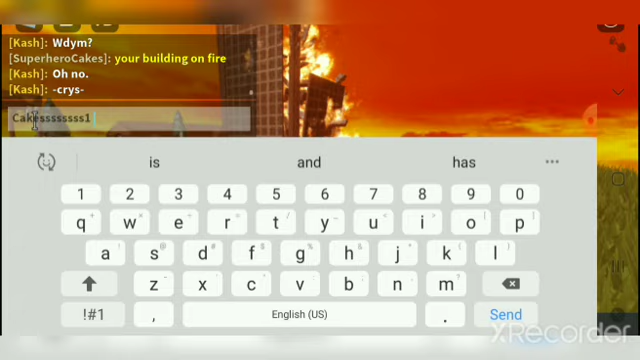 [Kash]: Wdym?
[SuperheroCakes]: your building on fire
[Kash]: Oh no.
[Kash]: -crys-
Cakessssssss1
is and has •••
1 2 3 4 5 6 7 8 9 0
q w e r t y u i o p
a s d f g h j k l
z x c v b n m
!#1 , English (US) . Send
XRecorder